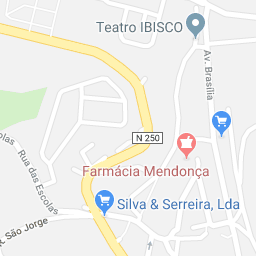 Teatro IBISCO
Av. Brasília
N 250
Farmácia Mendonça
Rua das Escolas
Silva & Serreira, Lda
São Jorge